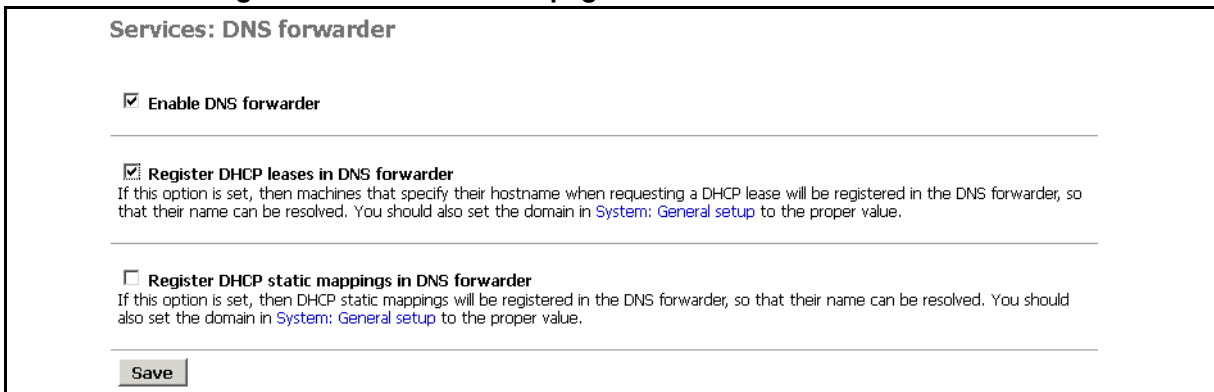 Services: DNS forwarder
Enable DNS forwarder
Register DHCP leases in DNS forwarder
If this option is set, then machines that specify their hostname when requesting a DHCP lease will be registered in the DNS forwarder, so
that their name can be resolved. You should also set the domain in System: General setup to the proper value.
Register DHCP static mappings in DNS forwarder
If this option is set, then DHCP static mappings will be registered in the DNS forwarder, so that their name can be resolved. You should
also set the domain in System: General setup to the proper value.
Save